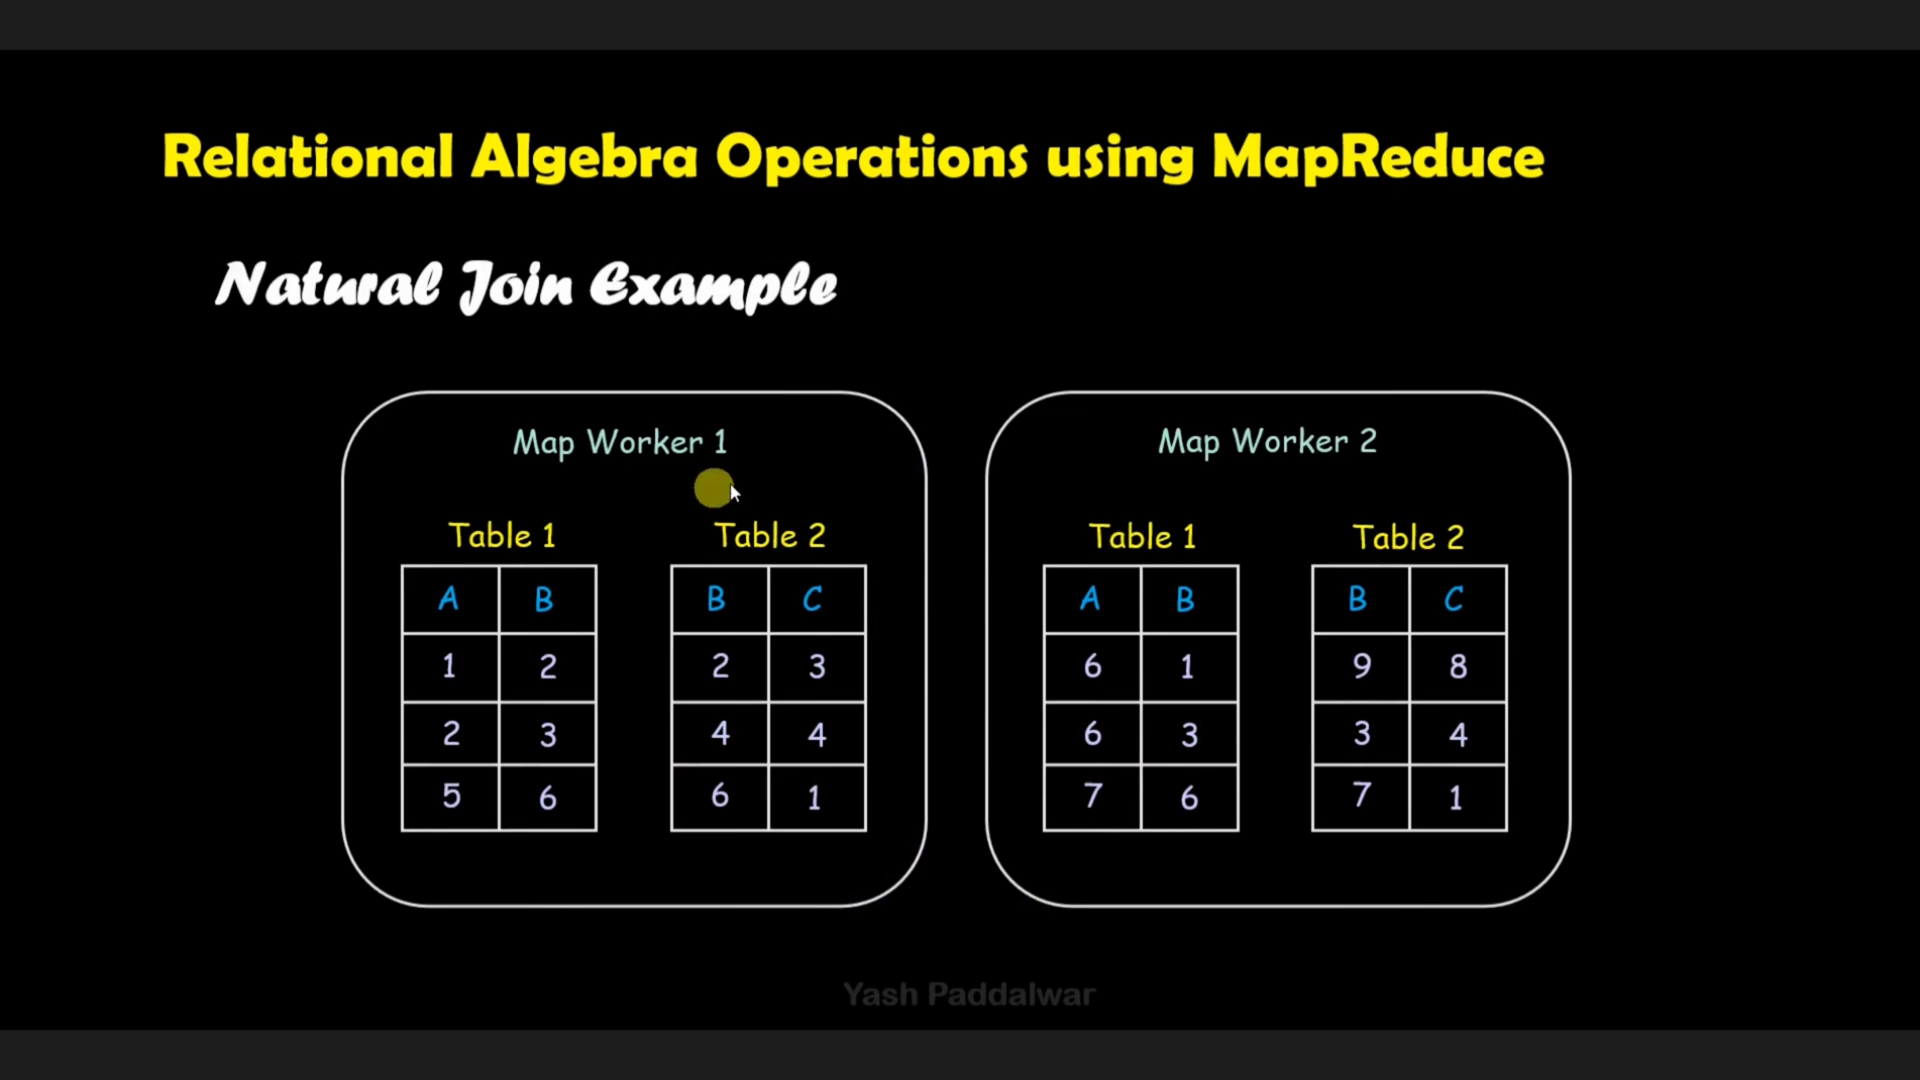 Relational Algebra Operations using MapReduce
Natural Join Example
Map Worker 1
Table 1
A B
1 2
2 3
5 6
Table 2
B C
2 3
4 4
6 1
Map Worker 2
Table 1
A B
6 1
6 3
7 6
Table 2
B C
9 8
3 4
7 1
Yash Paddalwar